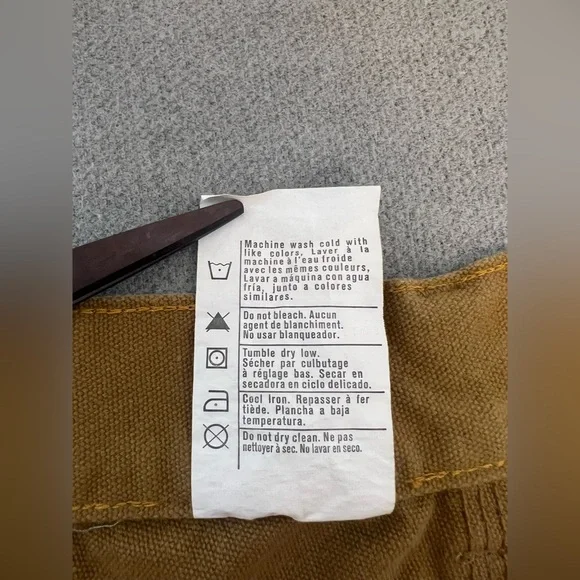 Machine wash cold with
like colors, Laver à la
machine à l'eau froide
avec les mêmes couleurs,
Lavar a màquina con agua
fria, junto a colores
similares.
Do not bleach. Aucun
agent de blanchiment.
No usar blanqueador.
Tumble dry low.
Sécher par culbutage
à réglage bas. Secar en
secadora en ciclo delicado.
Cool Iron. Repasser à fer
tiède. Plancha a baja
temperatura.
Do not dry clean. Ne pas
nettoyer à sec. No lavar en seco.